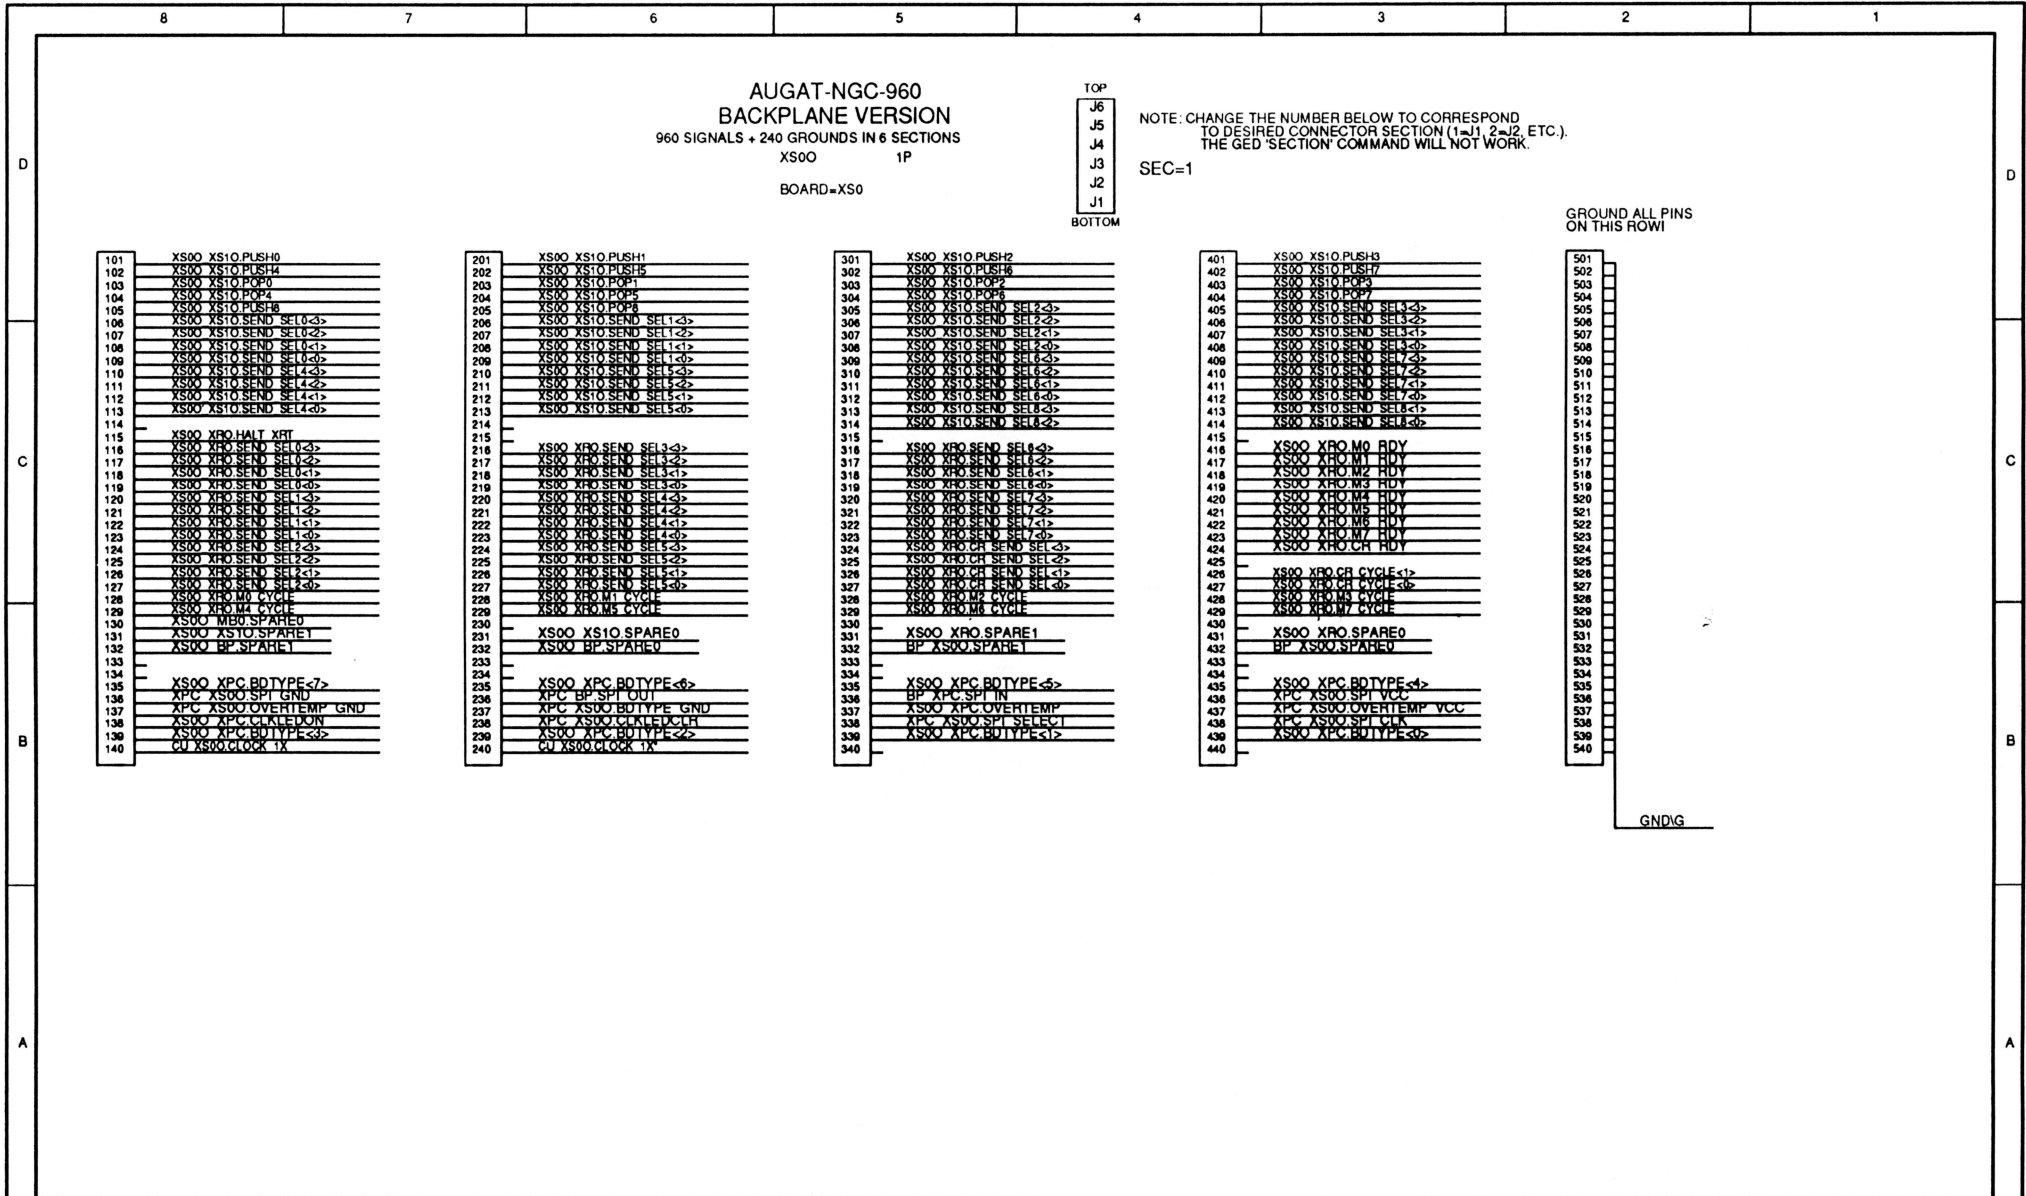 8 7 6 5 4 3 2 1
D
C
B
A
AUGAT-NGC-960
BACKPLANE VERSION
960 SIGNALS + 240 GROUNDS IN 6 SECTIONS
XS0O 1P
BOARD=XS0
TOP
J6
J5
J4
J3
J2
J1
BOTTOM
NOTE: CHANGE THE NUMBER BELOW TO CORRESPOND
TO DESIRED CONNECTOR SECTION (1=J1, 2=J2, ETC.).
THE GED 'SECTION' COMMAND WILL NOT WORK.
SEC=1
101 XS0O XS1O.PUSH0
102 XS0O XS1O.PUSH4
103 XS0O XS1O.POP0
104 XS0O XS1O.POP4
105 XS0O XS1O.PUSH8
106 XS0O XS1O.SEND SEL0<3>
107 XS0O XS1O.SEND SEL0<2>
108 XS0O XS1O.SEND SEL0<1>
109 XS0O XS1O.SEND SEL0<0>
110 XS0O XS1O.SEND SEL4<3>
111 XS0O XS1O.SEND SEL4<2>
112 XS0O XS1O.SEND SEL4<1>
113 XS0O XS1O.SEND SEL4<0>
114
115 XS0O XRO.HALT XRT
116 XS0O XRO.SEND SEL0<3>
117 XS0O XRO.SEND SEL0<2>
118 XS0O XRO.SEND SEL0<1>
119 XS0O XRO.SEND SEL0<0>
120 XS0O XRO.SEND SEL1<3>
121 XS0O XRO.SEND SEL1<2>
122 XS0O XRO.SEND SEL1<1>
123 XS0O XRO.SEND SEL1<0>
124 XS0O XRO.SEND SEL2<3>
125 XS0O XRO.SEND SEL2<2>
126 XS0O XRO.SEND SEL2<1>
127 XS0O XRO.SEND SEL2<0>
128 XS0O XRO.M0 CYCLE
129 XS0O XRO.M4 CYCLE
130 XS0O MB0.SPARE0
131 XS0O XS1O.SPARE1
132 XS0O BP.SPARE1
133
134
135 XS0O XPC.BDTYPE<7>
136 XPC XS0O.SPI GND
137 XPC XS0O.OVERTEMP GND
138 XS0O XPC.CLKLEDON
139 XS0O XPC.BDTYPE<3>
140 CU XS0O.CLOCK 1X
201 XS0O XS1O.PUSH1
202 XS0O XS1O.PUSH5
203 XS0O XS1O.POP1
204 XS0O XS1O.POP5
205 XS0O XS1O.POP8
206 XS0O XS1O.SEND SEL1<3>
207 XS0O XS1O.SEND SEL1<2>
208 XS0O XS1O.SEND SEL1<1>
209 XS0O XS1O.SEND SEL1<0>
210 XS0O XS1O.SEND SEL5<3>
211 XS0O XS1O.SEND SEL5<2>
212 XS0O XS1O.SEND SEL5<1>
213 XS0O XS1O.SEND SEL5<0>
214
215
216 XS0O XRO.SEND SEL3<3>
217 XS0O XRO.SEND SEL3<2>
218 XS0O XRO.SEND SEL3<1>
219 XS0O XRO.SEND SEL3<0>
220 XS0O XRO.SEND SEL4<3>
221 XS0O XRO.SEND SEL4<2>
222 XS0O XRO.SEND SEL4<1>
223 XS0O XRO.SEND SEL4<0>
224 XS0O XRO.SEND SEL5<3>
225 XS0O XRO.SEND SEL5<2>
226 XS0O XRO.SEND SEL5<1>
227 XS0O XRO.SEND SEL5<0>
228 XS0O XRO.M1 CYCLE
229 XS0O XRO.M5 CYCLE
230
231 XS0O XS1O.SPARE0
232 XS0O BP.SPARE0
233
234
235 XS0O XPC.BDTYPE<6>
236 XPC BP.SPI OUT
237 XPC XS0O.BDTYPE GND
238 XPC XS0O.CLKLEDCLR
239 XS0O XPC.BDTYPE<2>
240 CU XS0O.CLOCK 1X*
301 XS0O XS1O.PUSH2
302 XS0O XS1O.PUSH6
303 XS0O XS1O.POP2
304 XS0O XS1O.POP6
305 XS0O XS1O.SEND SEL2<3>
306 XS0O XS1O.SEND SEL2<2>
307 XS0O XS1O.SEND SEL2<1>
308 XS0O XS1O.SEND SEL2<0>
309 XS0O XS1O.SEND SEL6<3>
310 XS0O XS1O.SEND SEL6<2>
311 XS0O XS1O.SEND SEL6<1>
312 XS0O XS1O.SEND SEL6<0>
313 XS0O XS1O.SEND SEL8<3>
314 XS0O XS1O.SEND SEL8<2>
315
316 XS0O XRO.SEND SEL6<3>
317 XS0O XRO.SEND SEL6<2>
318 XS0O XRO.SEND SEL6<1>
319 XS0O XRO.SEND SEL6<0>
320 XS0O XRO.SEND SEL7<3>
321 XS0O XRO.SEND SEL7<2>
322 XS0O XRO.SEND SEL7<1>
323 XS0O XRO.SEND SEL7<0>
324 XS0O XRO.CR SEND SEL<3>
325 XS0O XRO.CR SEND SEL<2>
326 XS0O XRO.CR SEND SEL<1>
327 XS0O XRO.CR SEND SEL<0>
328 XS0O XRO.M2 CYCLE
329 XS0O XRO.M6 CYCLE
330
331 XS0O XRO.SPARE1
332 BP XS0O.SPARE1
333
334
335 XS0O XPC.BDTYPE<5>
336 BP XPC.SPI IN
337 XS0O XPC.OVERTEMP
338 XPC XS0O.SPI SELECT
339 XS0O XPC.BDTYPE<1>
340
401 XS0O XS1O.PUSH3
402 XS0O XS1O.PUSH7
403 XS0O XS1O.POP3
404 XS0O XS1O.POP7
405 XS0O XS1O.SEND SEL3<3>
406 XS0O XS1O.SEND SEL3<2>
407 XS0O XS1O.SEND SEL3<1>
408 XS0O XS1O.SEND SEL3<0>
409 XS0O XS1O.SEND SEL7<3>
410 XS0O XS1O.SEND SEL7<2>
411 XS0O XS1O.SEND SEL7<1>
412 XS0O XS1O.SEND SEL7<0>
413 XS0O XS1O.SEND SEL8<1>
414 XS0O XS1O.SEND SEL8<0>
415
416 XS0O XRO.M0 RDY
417 XS0O XRO.M1 RDY
418 XS0O XRO.M2 RDY
419 XS0O XRO.M3 RDY
420 XS0O XRO.M4 RDY
421 XS0O XRO.M5 RDY
422 XS0O XRO.M6 RDY
423 XS0O XRO.M7 RDY
424 XS0O XRO.CR RDY
425
426 XS0O XRO.CR CYCLE<1>
427 XS0O XRO.CR CYCLE<0>
428 XS0O XRO.M3 CYCLE
429 XS0O XRO.M7 CYCLE
430
431 XS0O XRO.SPARE0
432 BP XS0O.SPARE0
433
434
435 XS0O XPC.BDTYPE<4>
436 XPC XS0O.SPI VCC
437 XPC XS0O.OVERTEMP VCC
438 XPC XS0O.SPI CLK
439 XS0O XPC.BDTYPE<0>
440
GROUND ALL PINS
ON THIS ROW!
501
502
503
504
505
506
507
508
509
510
511
512
513
514
515
516
517
518
519
520
521
522
523
524
525
526
527
528
529
530
531
532
533
534
535
536
537
538
539
540
GND\G
D
C
B
A